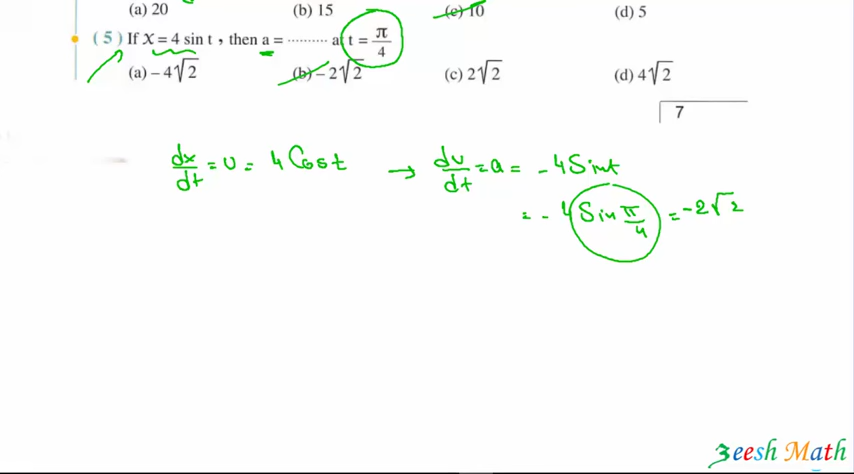 (a) 20 (b) 15 (c) 10 (d) 5
(5) If X = 4 sin t , then a = ·········· at t = π/4
(a) – 4√2 (b) – 2√2 (c) 2√2 (d) 4√2
7
dx/dt = v = 4 Cos t → dv/dt = a = - 4 Sin t
= - 4 Sin π/4 = -2√2
Zeesh Math